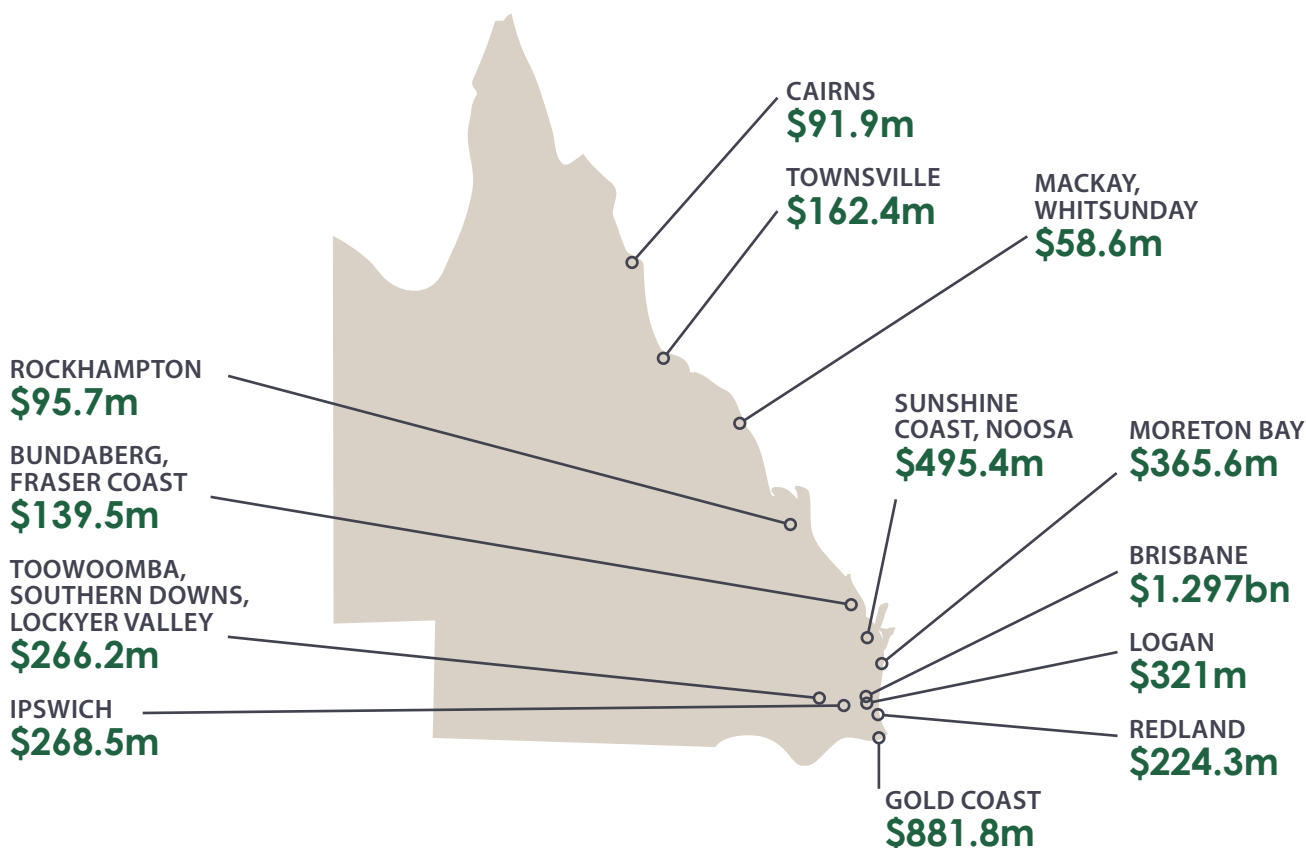 CAIRNS
$91.9m
TOWNSVILLE
$162.4m
MACKAY,
WHITSUNDAY
$58.6m
ROCKHAMPTON
$95.7m
BUNDABERG,
FRASER COAST
$139.5m
TOOWOOMBA,
SOUTHERN DOWNS,
LOCKYER VALLEY
$266.2m
IPSWICH
$268.5m
SUNSHINE
COAST, NOOSA
$495.4m
MORETON BAY
$365.6m
BRISBANE
$1.297bn
LOGAN
$321m
REDLAND
$224.3m
GOLD COAST
$881.8m